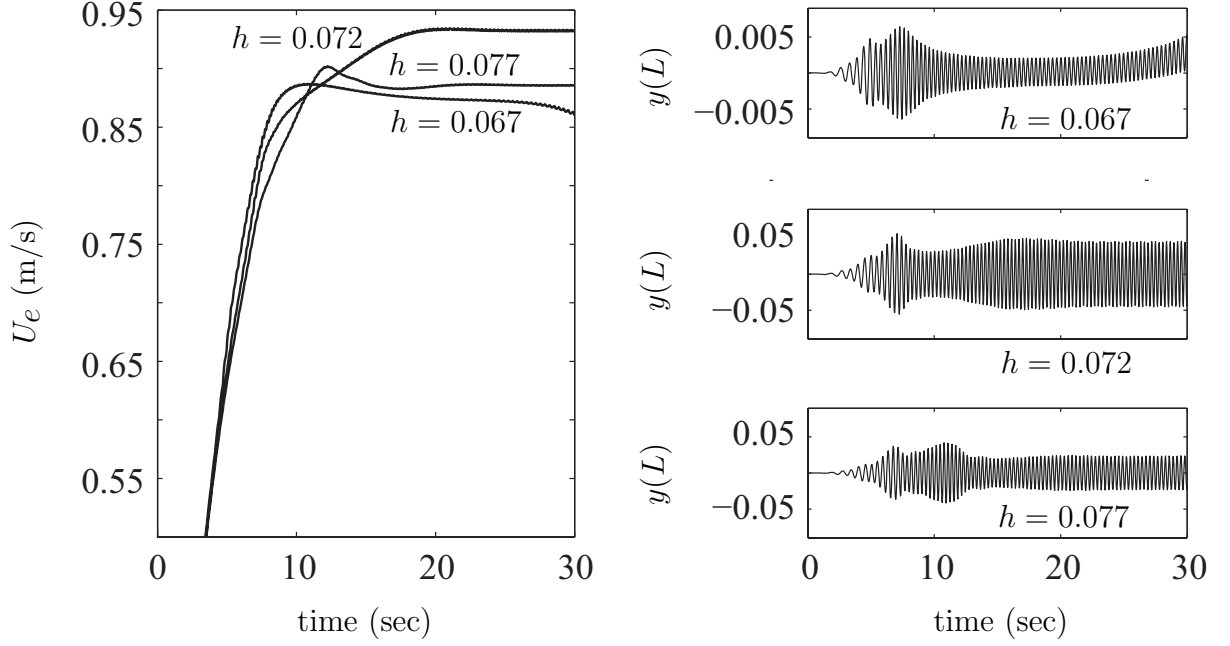 0.95
0.85
0.75
0.65
0.55
U_e (m/s)
h = 0.072
h = 0.077
h = 0.067
0
10
20
30
time (sec)
0.005
−0.005
y(L)
h = 0.067
0.05
−0.05
y(L)
h = 0.072
0.05
−0.05
y(L)
h = 0.077
0
10
20
30
time (sec)